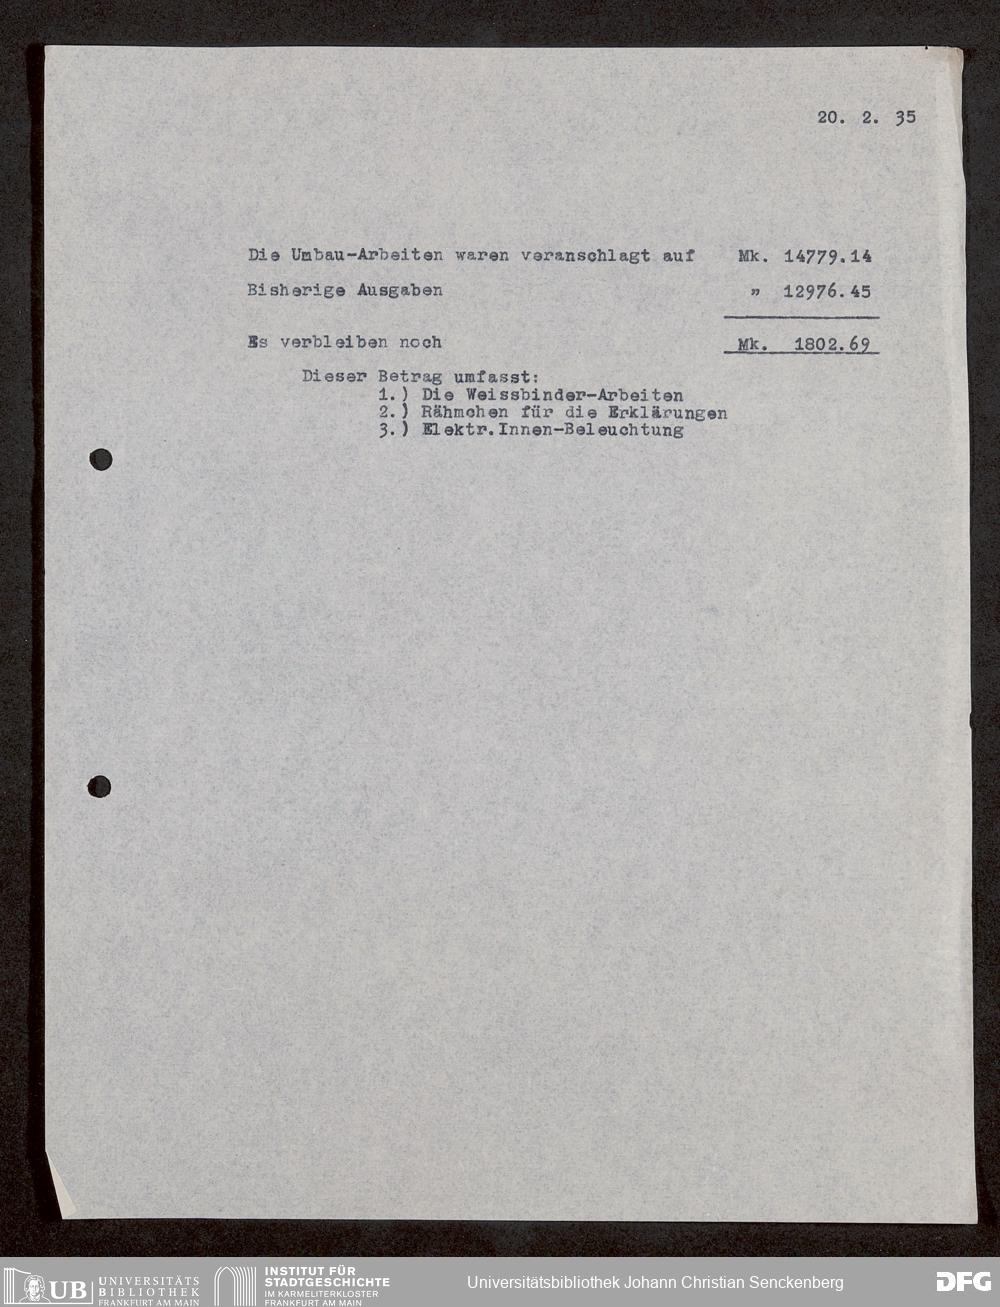 20. 2. 35
Die Umbau-Arbeiten waren veranschlagt auf Mk. 14779.14
Bisherige Ausgaben " 12976.45
Es verbleiben noch Mk. 1802.69
Dieser Betrag umfasst:
1.) Die Weissbinder-Arbeiten
2.) Rähmchen für die Erklärungen
3.) Elektr.Innen-Beleuchtung
UB UNIVERSITÄTS
BIBLIOTHEK
FRANKFURT AM MAIN
INSTITUT FÜR
STADTGESCHICHTE
IM KARMELITERKLOSTER
FRANKFURT AM MAIN
Universitätsbibliothek Johann Christian Senckenberg
DFG